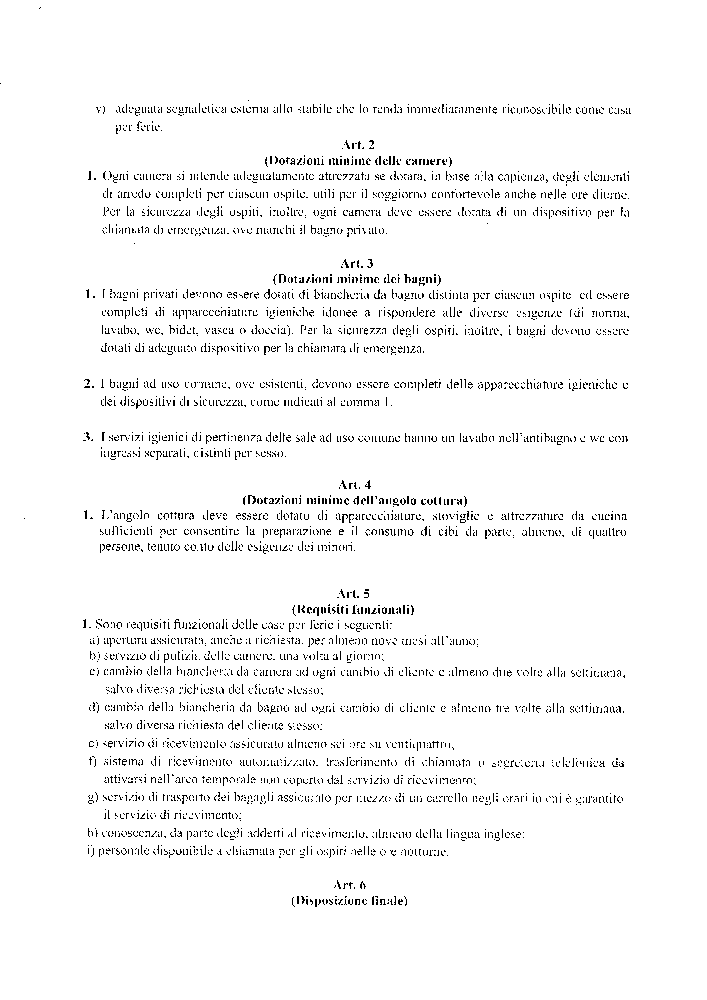 v) adeguata segnaletica esterna allo stabile che lo renda immediatamente riconoscibile come casa
per ferie.
Art. 2
(Dotazioni minime delle camere)
1. Ogni camera si intende adeguatamente attrezzata se dotata, in base alla capienza, degli elementi
di arredo completi per ciascun ospite, utili per il soggiorno confortevole anche nelle ore diurne.
Per la sicurezza degli ospiti, inoltre, ogni camera deve essere dotata di un dispositivo per la
chiamata di emergenza, ove manchi il bagno privato.
Art. 3
(Dotazioni minime dei bagni)
1. I bagni privati devono essere dotati di biancheria da bagno distinta per ciascun ospite ed essere
completi di apparecchiature igieniche idonee a rispondere alle diverse esigenze (di norma,
lavabo, wc, bidet, vasca o doccia). Per la sicurezza degli ospiti, inoltre, i bagni devono essere
dotati di adeguato dispositivo per la chiamata di emergenza.
2. I bagni ad uso comune, ove esistenti, devono essere completi delle apparecchiature igieniche e
dei dispositivi di sicurezza, come indicati al comma 1.
3. I servizi igienici di pertinenza delle sale ad uso comune hanno un lavabo nell'antibagno e wc con
ingressi separati, distinti per sesso.
Art. 4
(Dotazioni minime dell'angolo cottura)
1. L'angolo cottura deve essere dotato di apparecchiature, stoviglie e attrezzature da cucina
sufficienti per consentire la preparazione e il consumo di cibi da parte, almeno, di quattro
persone, tenuto conto delle esigenze dei minori.
Art. 5
(Requisiti funzionali)
1. Sono requisiti funzionali delle case per ferie i seguenti:
a) apertura assicurata, anche a richiesta, per almeno nove mesi all'anno;
b) servizio di pulizia delle camere, una volta al giorno;
c) cambio della biancheria da camera ad ogni cambio di cliente e almeno due volte alla settimana,
salvo diversa richiesta del cliente stesso;
d) cambio della biancheria da bagno ad ogni cambio di cliente e almeno tre volte alla settimana,
salvo diversa richiesta del cliente stesso;
e) servizio di ricevimento assicurato almeno sei ore su ventiquattro;
f) sistema di ricevimento automatizzato, trasferimento di chiamata o segreteria telefonica da
attivarsi nell'arco temporale non coperto dal servizio di ricevimento;
g) servizio di trasporto dei bagagli assicurato per mezzo di un carrello negli orari in cui è garantito
il servizio di ricevimento;
h) conoscenza, da parte degli addetti al ricevimento, almeno della lingua inglese;
i) personale disponibile a chiamata per gli ospiti nelle ore notturne.
Art. 6
(Disposizione finale)